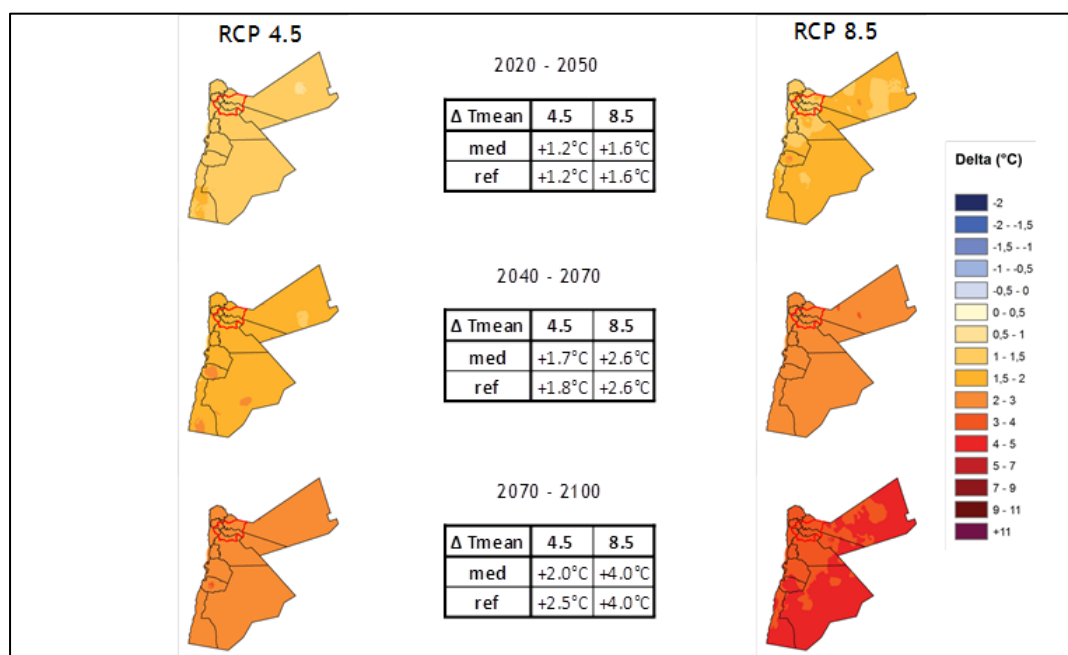 RCP 4.5
RCP 8.5
2020 - 2050
Δ Tmean 4.5 8.5
med +1.2°C +1.6°C
ref +1.2°C +1.6°C
2040 - 2070
Δ Tmean 4.5 8.5
med +1.7°C +2.6°C
ref +1.8°C +2.6°C
2070 - 2100
Δ Tmean 4.5 8.5
med +2.0°C +4.0°C
ref +2.5°C +4.0°C
Delta (°C)
-2
-2 - -1,5
-1,5 - -1
-1 - -0,5
-0,5 - 0
0 - 0,5
0,5 - 1
1 - 1,5
1,5 - 2
2 - 3
3 - 4
4 - 5
5 - 7
7 - 9
9 - 11
+11